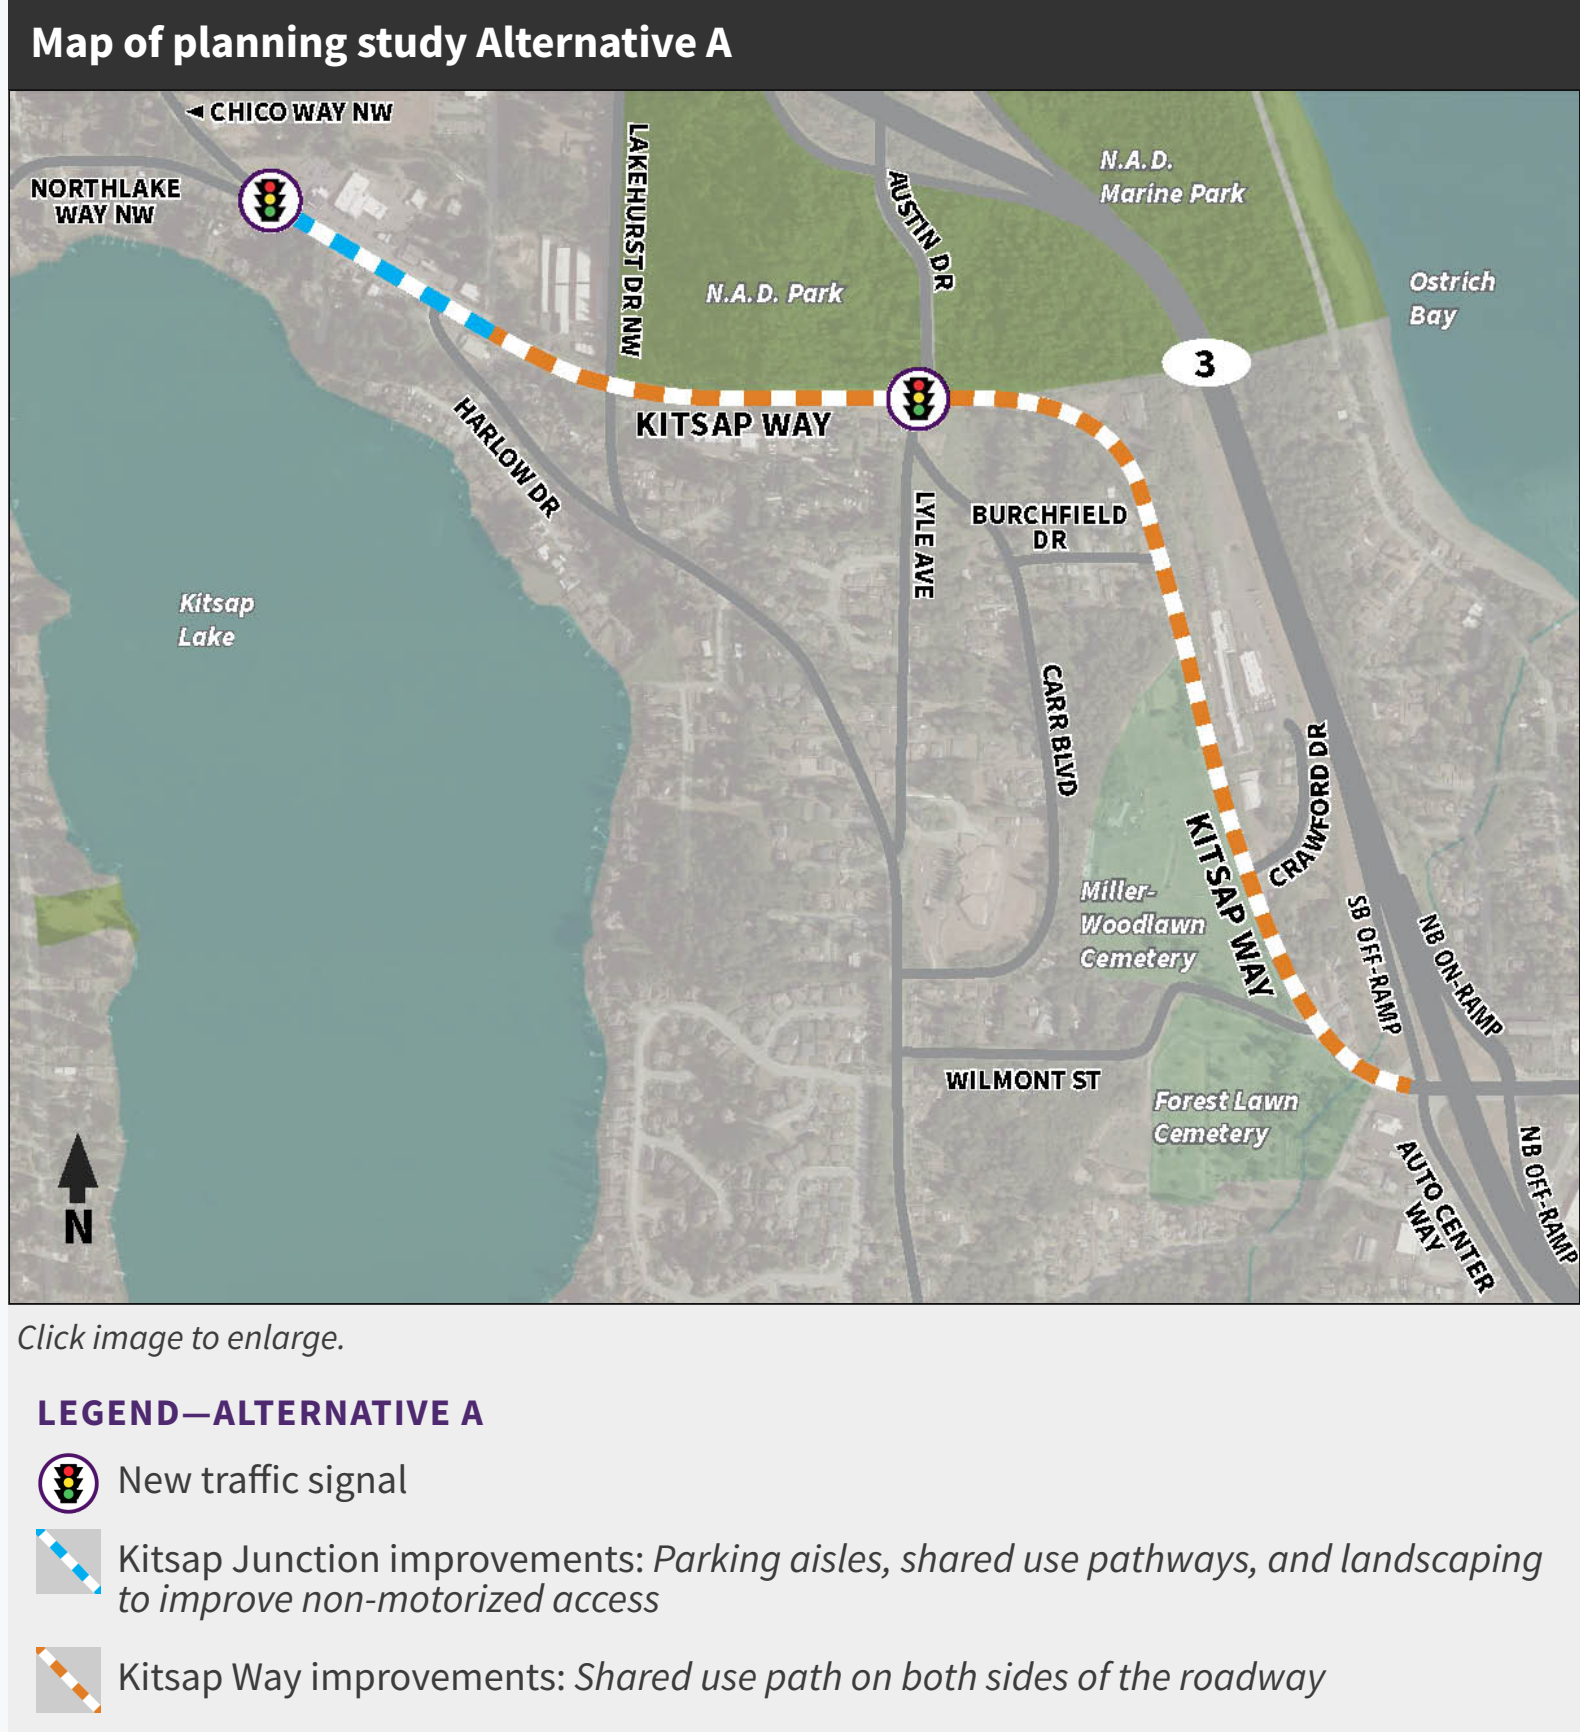 Map of planning study Alternative A
CHICO WAY NW
NORTHLAKE
WAY NW
LAKEHURST DR NW
AUSTIN DR
N.A.D.
Marine Park
N.A.D. Park
Ostrich
Bay
3
KITSAP WAY
HARLOW DR
LYLE AVE
BURCHFIELD
DR
Kitsap
Lake
CARR BLVD
CRAWFORD DR
KITSAP WAY
Miller-
Woodlawn
Cemetery
SB OFF-RAMP
NB ON-RAMP
WILMONT ST
Forest Lawn
Cemetery
AUTO CENTER
WAY
NB OFF-RAMP
N
Click image to enlarge.
LEGEND—ALTERNATIVE A
New traffic signal
Kitsap Junction improvements: Parking aisles, shared use pathways, and landscaping
to improve non-motorized access
Kitsap Way improvements: Shared use path on both sides of the roadway